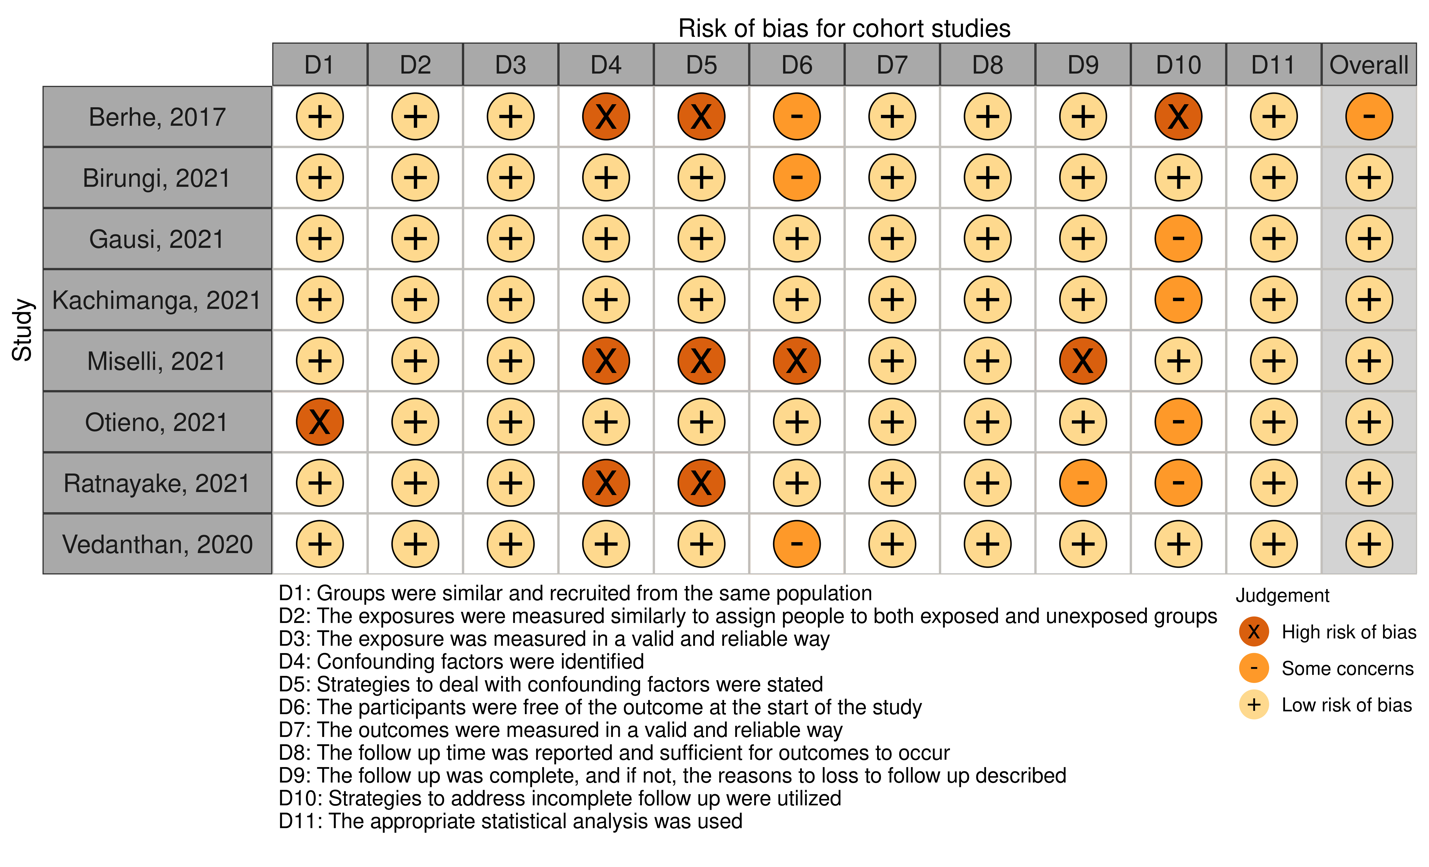 Risk of bias for cohort studies
D1 D2 D3 D4 D5 D6 D7 D8 D9 D10 D11 Overall
Study
Berhe, 2017 + + + X X - + + + X + -
Birungi, 2021 + + + + + - + + + + + +
Gausi, 2021 + + + + + + + + + - + +
Kachimanga, 2021 + + + + + + + + + - + +
Miselli, 2021 + + + X X X + + X + + +
Otieno, 2021 X + + + + + + + + - + +
Ratnayake, 2021 + + + X X + + + - - + +
Vedanthan, 2020 + + + + + - + + + + + +
D1: Groups were similar and recruited from the same population
D2: The exposures were measured similarly to assign people to both exposed and unexposed groups
D3: The exposure was measured in a valid and reliable way
D4: Confounding factors were identified
D5: Strategies to deal with confounding factors were stated
D6: The participants were free of the outcome at the start of the study
D7: The outcomes were measured in a valid and reliable way
D8: The follow up time was reported and sufficient for outcomes to occur
D9: The follow up was complete, and if not, the reasons to loss to follow up described
D10: Strategies to address incomplete follow up were utilized
D11: The appropriate statistical analysis was used
Judgement
X High risk of bias
- Some concerns
+ Low risk of bias